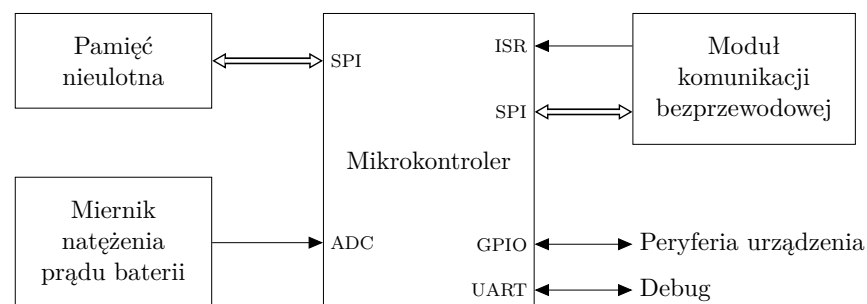 Pamięć
nieulotna
SPI
ISR
Moduł
komunikacji
bezprzewodowej
SPI
Mikrokontroler
Miernik
natężenia
prądu baterii
ADC
GPIO
Peryferia urządzenia
UART
Debug